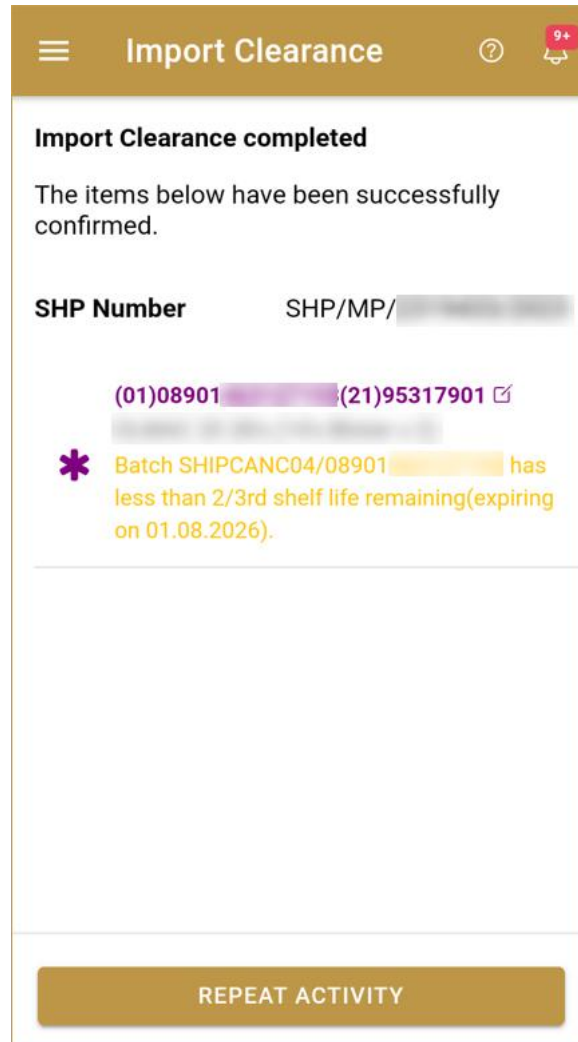 Import Clearance
9+
Import Clearance completed
The items below have been successfully
confirmed.
SHP Number SHP/MP/
(01)08901 (21)95317901
Batch SHIPCANC04/08901 has
less than 2/3rd shelf life remaining(expiring
on 01.08.2026).
REPEAT ACTIVITY